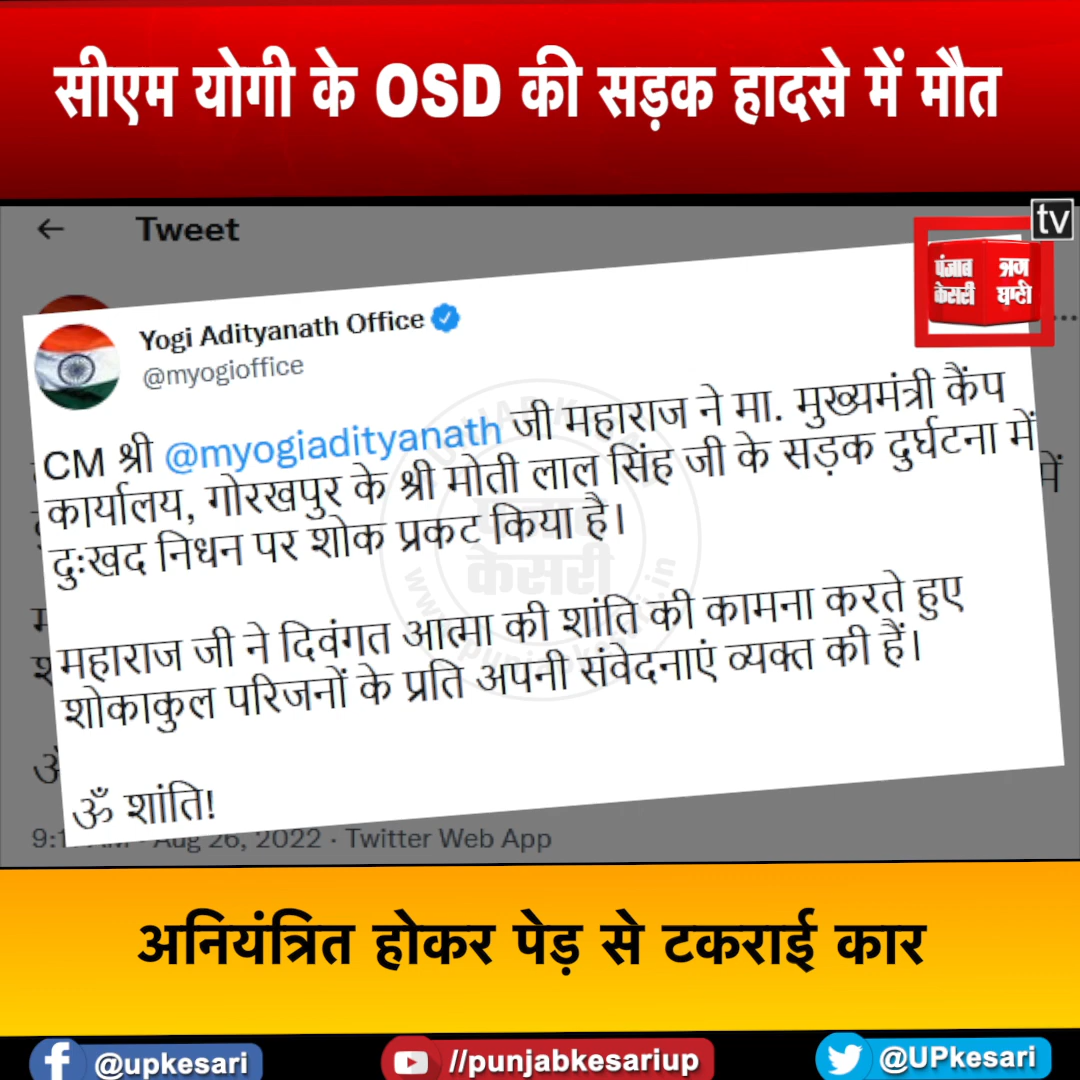 सीएम योगी के OSD की सड़क हादसे में मौत
Tweet
tv
पंजाब केसरी
Yogi Adityanath Office
@myogioffice
CM श्री @myogiadityanath जी महाराज ने मा. मुख्यमंत्री कैंप
कार्यालय, गोरखपुर के श्री मोती लाल सिंह जी के सड़क दुर्घटना में
दुःखद निधन पर शोक प्रकट किया है।
महाराज जी ने दिवंगत आत्मा की शांति की कामना करते हुए
शोकाकुल परिजनों के प्रति अपनी संवेदनाएं व्यक्त की हैं।
ॐ शांति!
Aug 26, 2022 · Twitter Web App
अनियंत्रित होकर पेड़ से टकराई कार
@upkesari
//punjabkesariup
@UPkesari